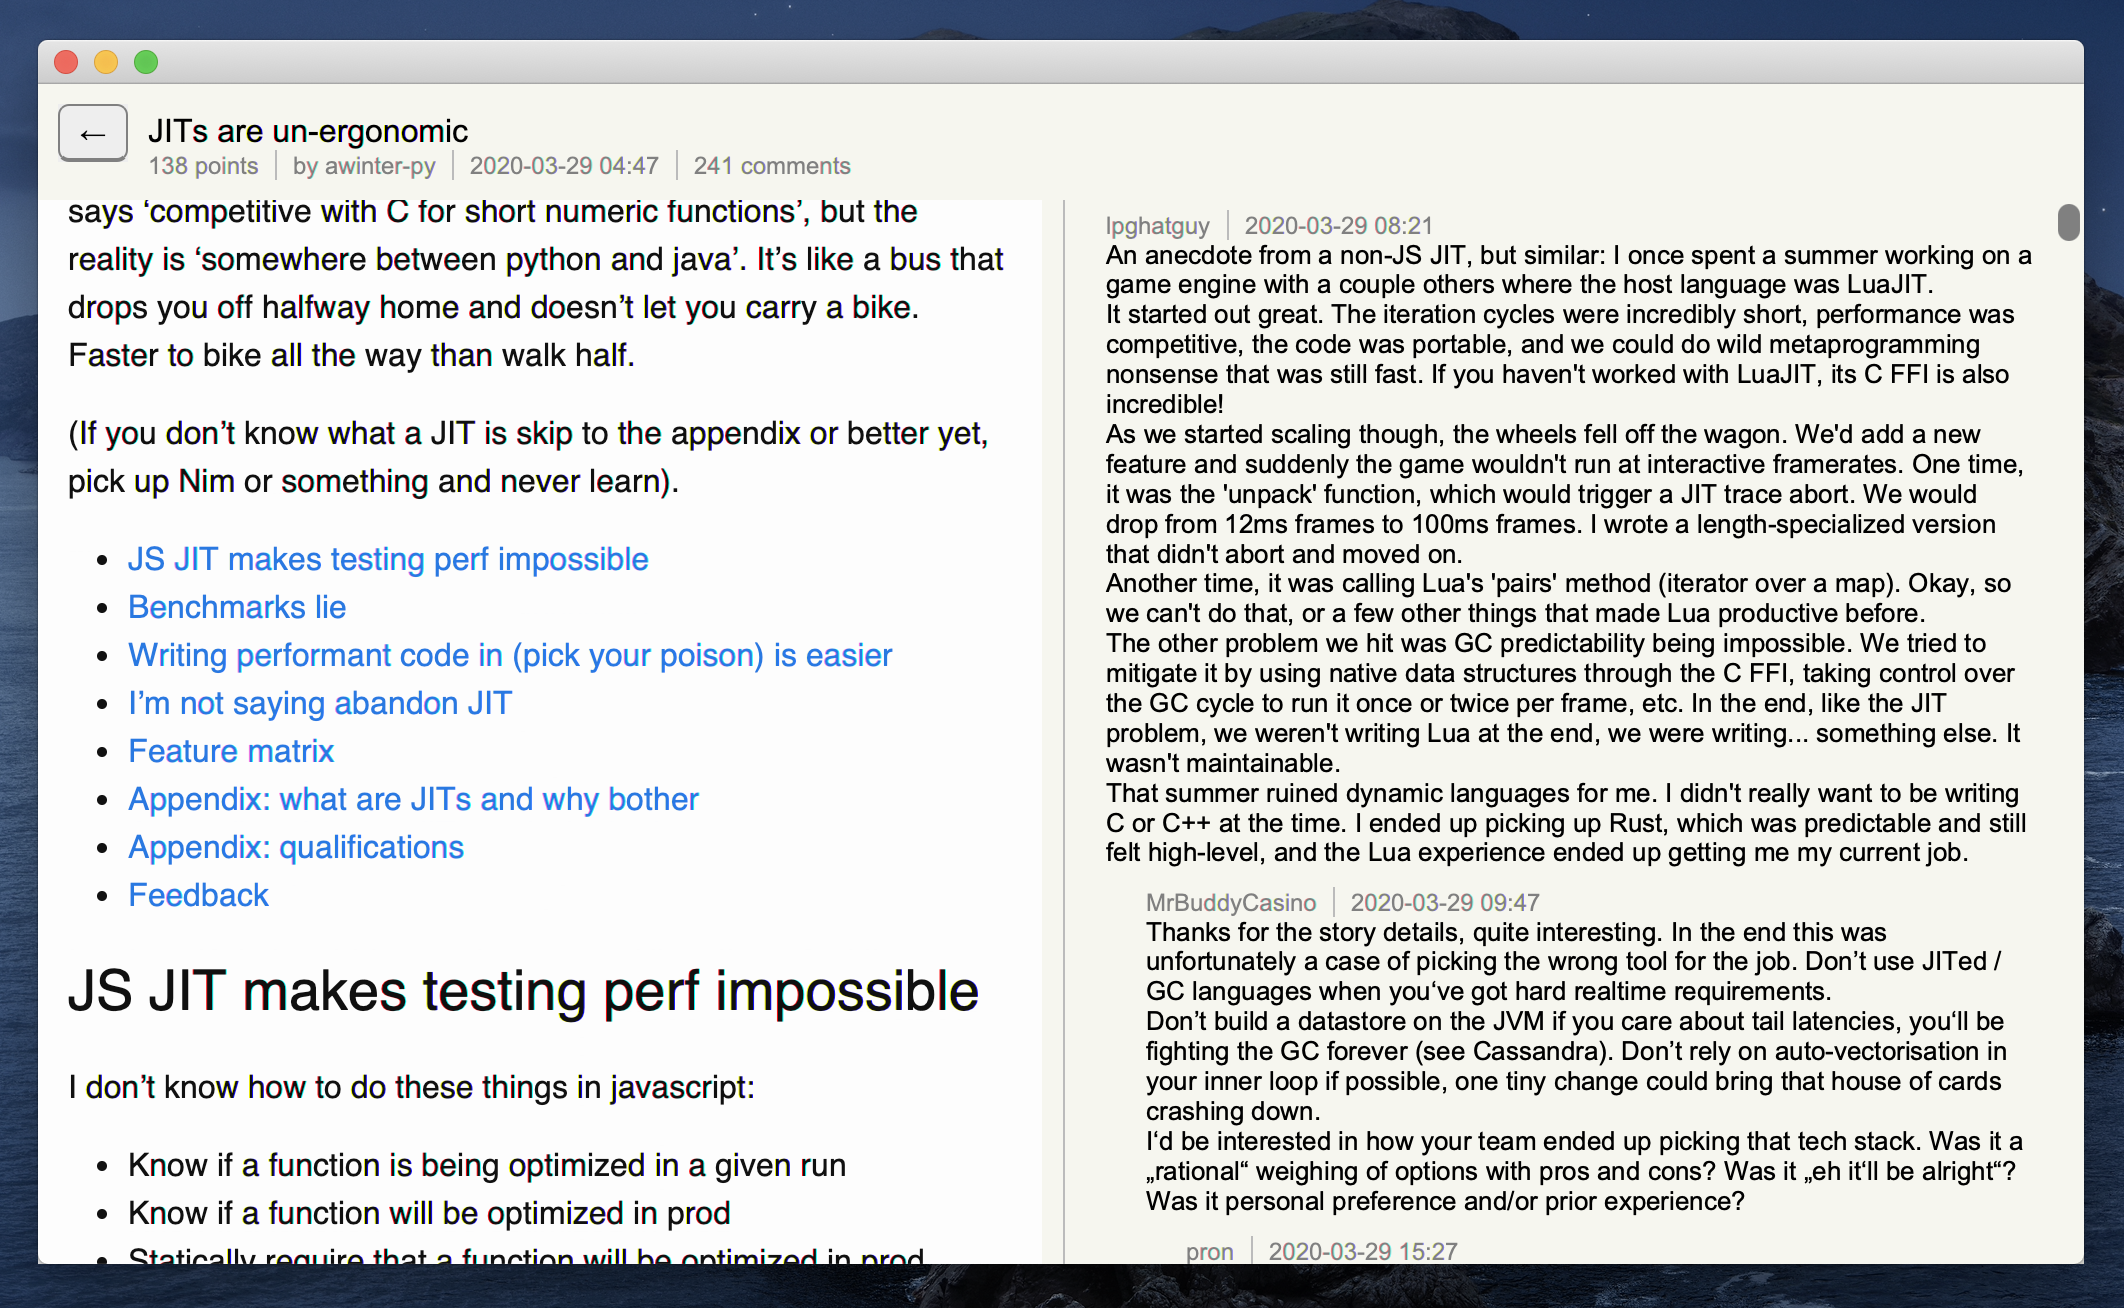 ←
JITs are un-ergonomic
138 points | by awinter-py | 2020-03-29 04:47 | 241 comments
says ‘competitive with C for short numeric functions’, but the
reality is ‘somewhere between python and java’. It’s like a bus that
drops you off halfway home and doesn’t let you carry a bike.
Faster to bike all the way than walk half.
(If you don’t know what a JIT is skip to the appendix or better yet,
pick up Nim or something and never learn).
• JS JIT makes testing perf impossible
• Benchmarks lie
• Writing performant code in (pick your poison) is easier
• I’m not saying abandon JIT
• Feature matrix
• Appendix: what are JITs and why bother
• Appendix: qualifications
• Feedback
JS JIT makes testing perf impossible
I don’t know how to do these things in javascript:
• Know if a function is being optimized in a given run
• Know if a function will be optimized in prod
• Statically require that a function will be optimized in prod
lpghatguy | 2020-03-29 08:21
An anecdote from a non-JS JIT, but similar: I once spent a summer working on a
game engine with a couple others where the host language was LuaJIT.
It started out great. The iteration cycles were incredibly short, performance was
competitive, the code was portable, and we could do wild metaprogramming
nonsense that was still fast. If you haven't worked with LuaJIT, its C FFI is also
incredible!
As we started scaling though, the wheels fell off the wagon. We'd add a new
feature and suddenly the game wouldn't run at interactive framerates. One time,
it was the 'unpack' function, which would trigger a JIT trace abort. We would
drop from 12ms frames to 100ms frames. I wrote a length-specialized version
that didn't abort and moved on.
Another time, it was calling Lua's 'pairs' method (iterator over a map). Okay, so
we can't do that, or a few other things that made Lua productive before.
The other problem we hit was GC predictability being impossible. We tried to
mitigate it by using native data structures through the C FFI, taking control over
the GC cycle to run it once or twice per frame, etc. In the end, like the JIT
problem, we weren't writing Lua at the end, we were writing... something else. It
wasn't maintainable.
That summer ruined dynamic languages for me. I didn't really want to be writing
C or C++ at the time. I ended up picking up Rust, which was predictable and still
felt high-level, and the Lua experience ended up getting me my current job.
MrBuddyCasino | 2020-03-29 09:47
Thanks for the story details, quite interesting. In the end this was
unfortunately a case of picking the wrong tool for the job. Don’t use JITed /
GC languages when you‘ve got hard realtime requirements.
Don’t build a datastore on the JVM if you care about tail latencies, you‘ll be
fighting the GC forever (see Cassandra). Don’t rely on auto-vectorisation in
your inner loop if possible, one tiny change could bring that house of cards
crashing down.
I‘d be interested in how your team ended up picking that tech stack. Was it a
„rational“ weighing of options with pros and cons? Was it „eh it‘ll be alright“?
Was it personal preference and/or prior experience?
pron | 2020-03-29 15:27